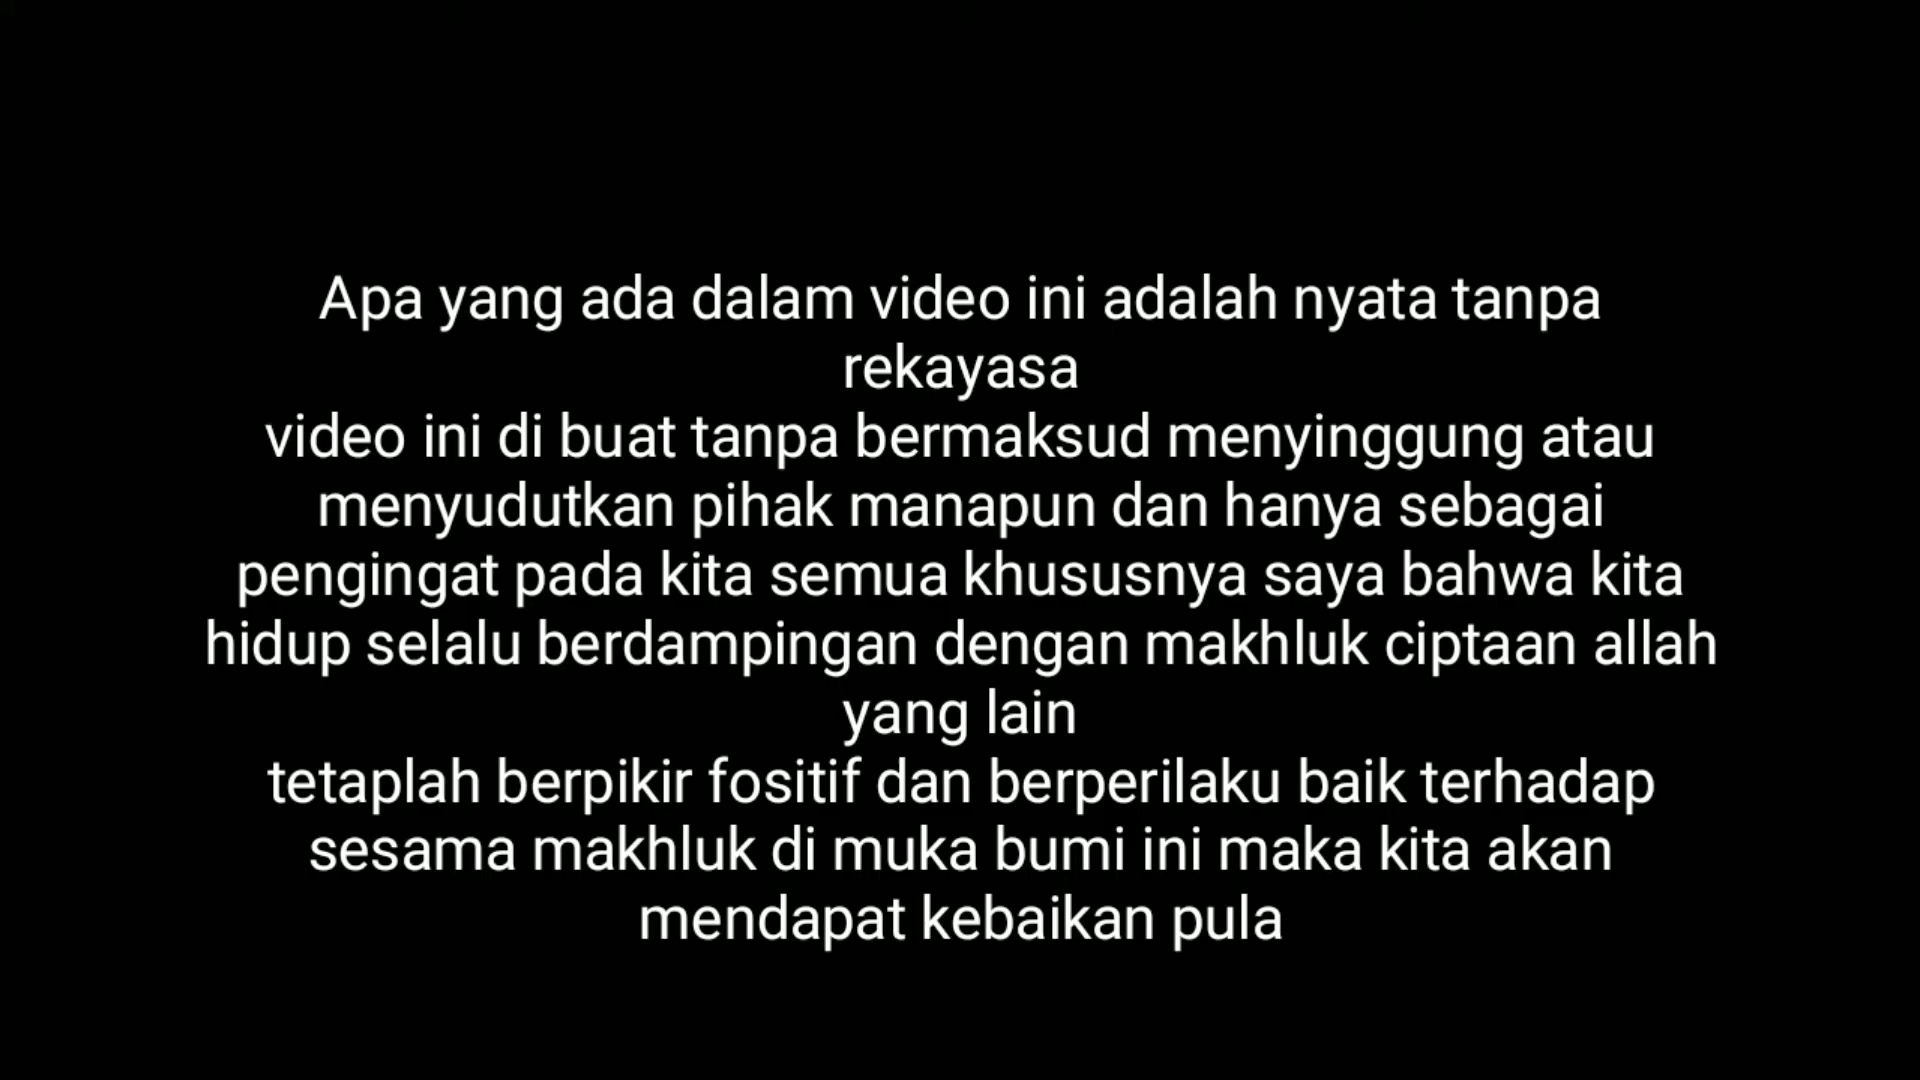 Apa yang ada dalam video ini adalah nyata tanpa
rekayasa
video ini di buat tanpa bermaksud menyinggung atau
menyudutkan pihak manapun dan hanya sebagai
pengingat pada kita semua khususnya saya bahwa kita
hidup selalu berdampingan dengan makhluk ciptaan allah
yang lain
tetaplah berpikir fositif dan berperilaku baik terhadap
sesama makhluk di muka bumi ini maka kita akan
mendapat kebaikan pula